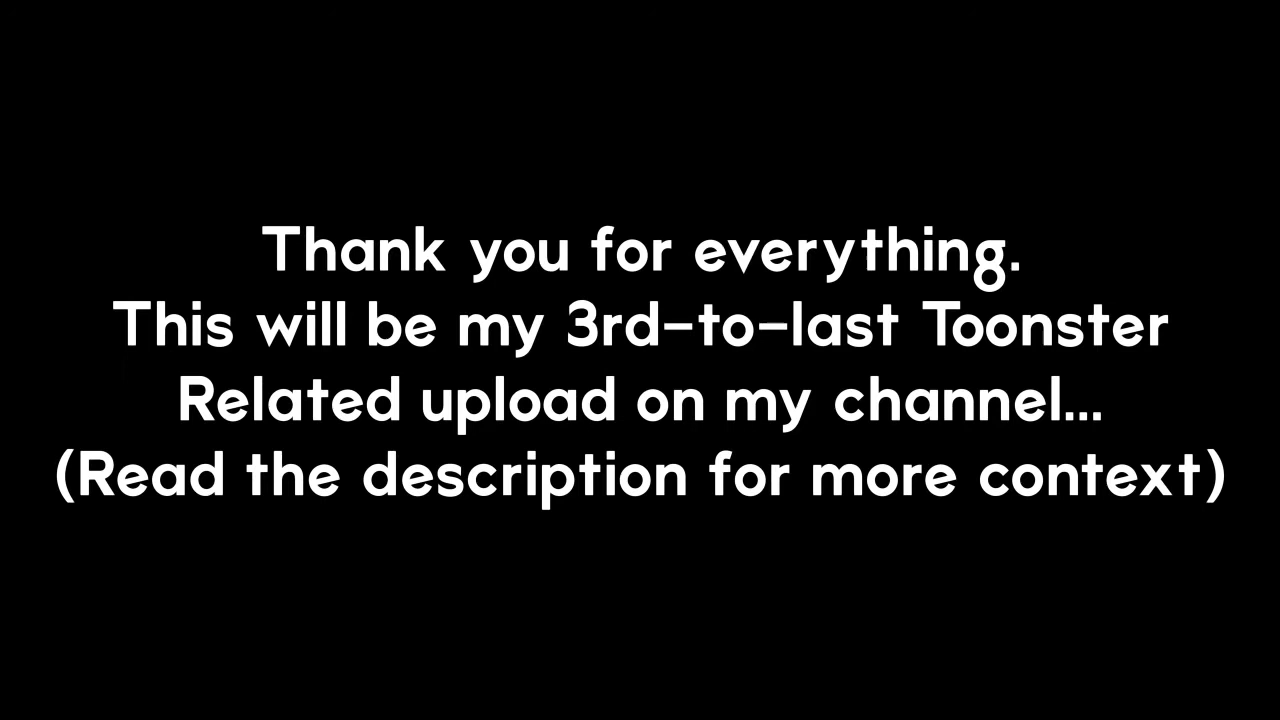 Thank you for everything.
This will be my 3rd-to-last Toonster
Related upload on my channel...
(Read the description for more context)